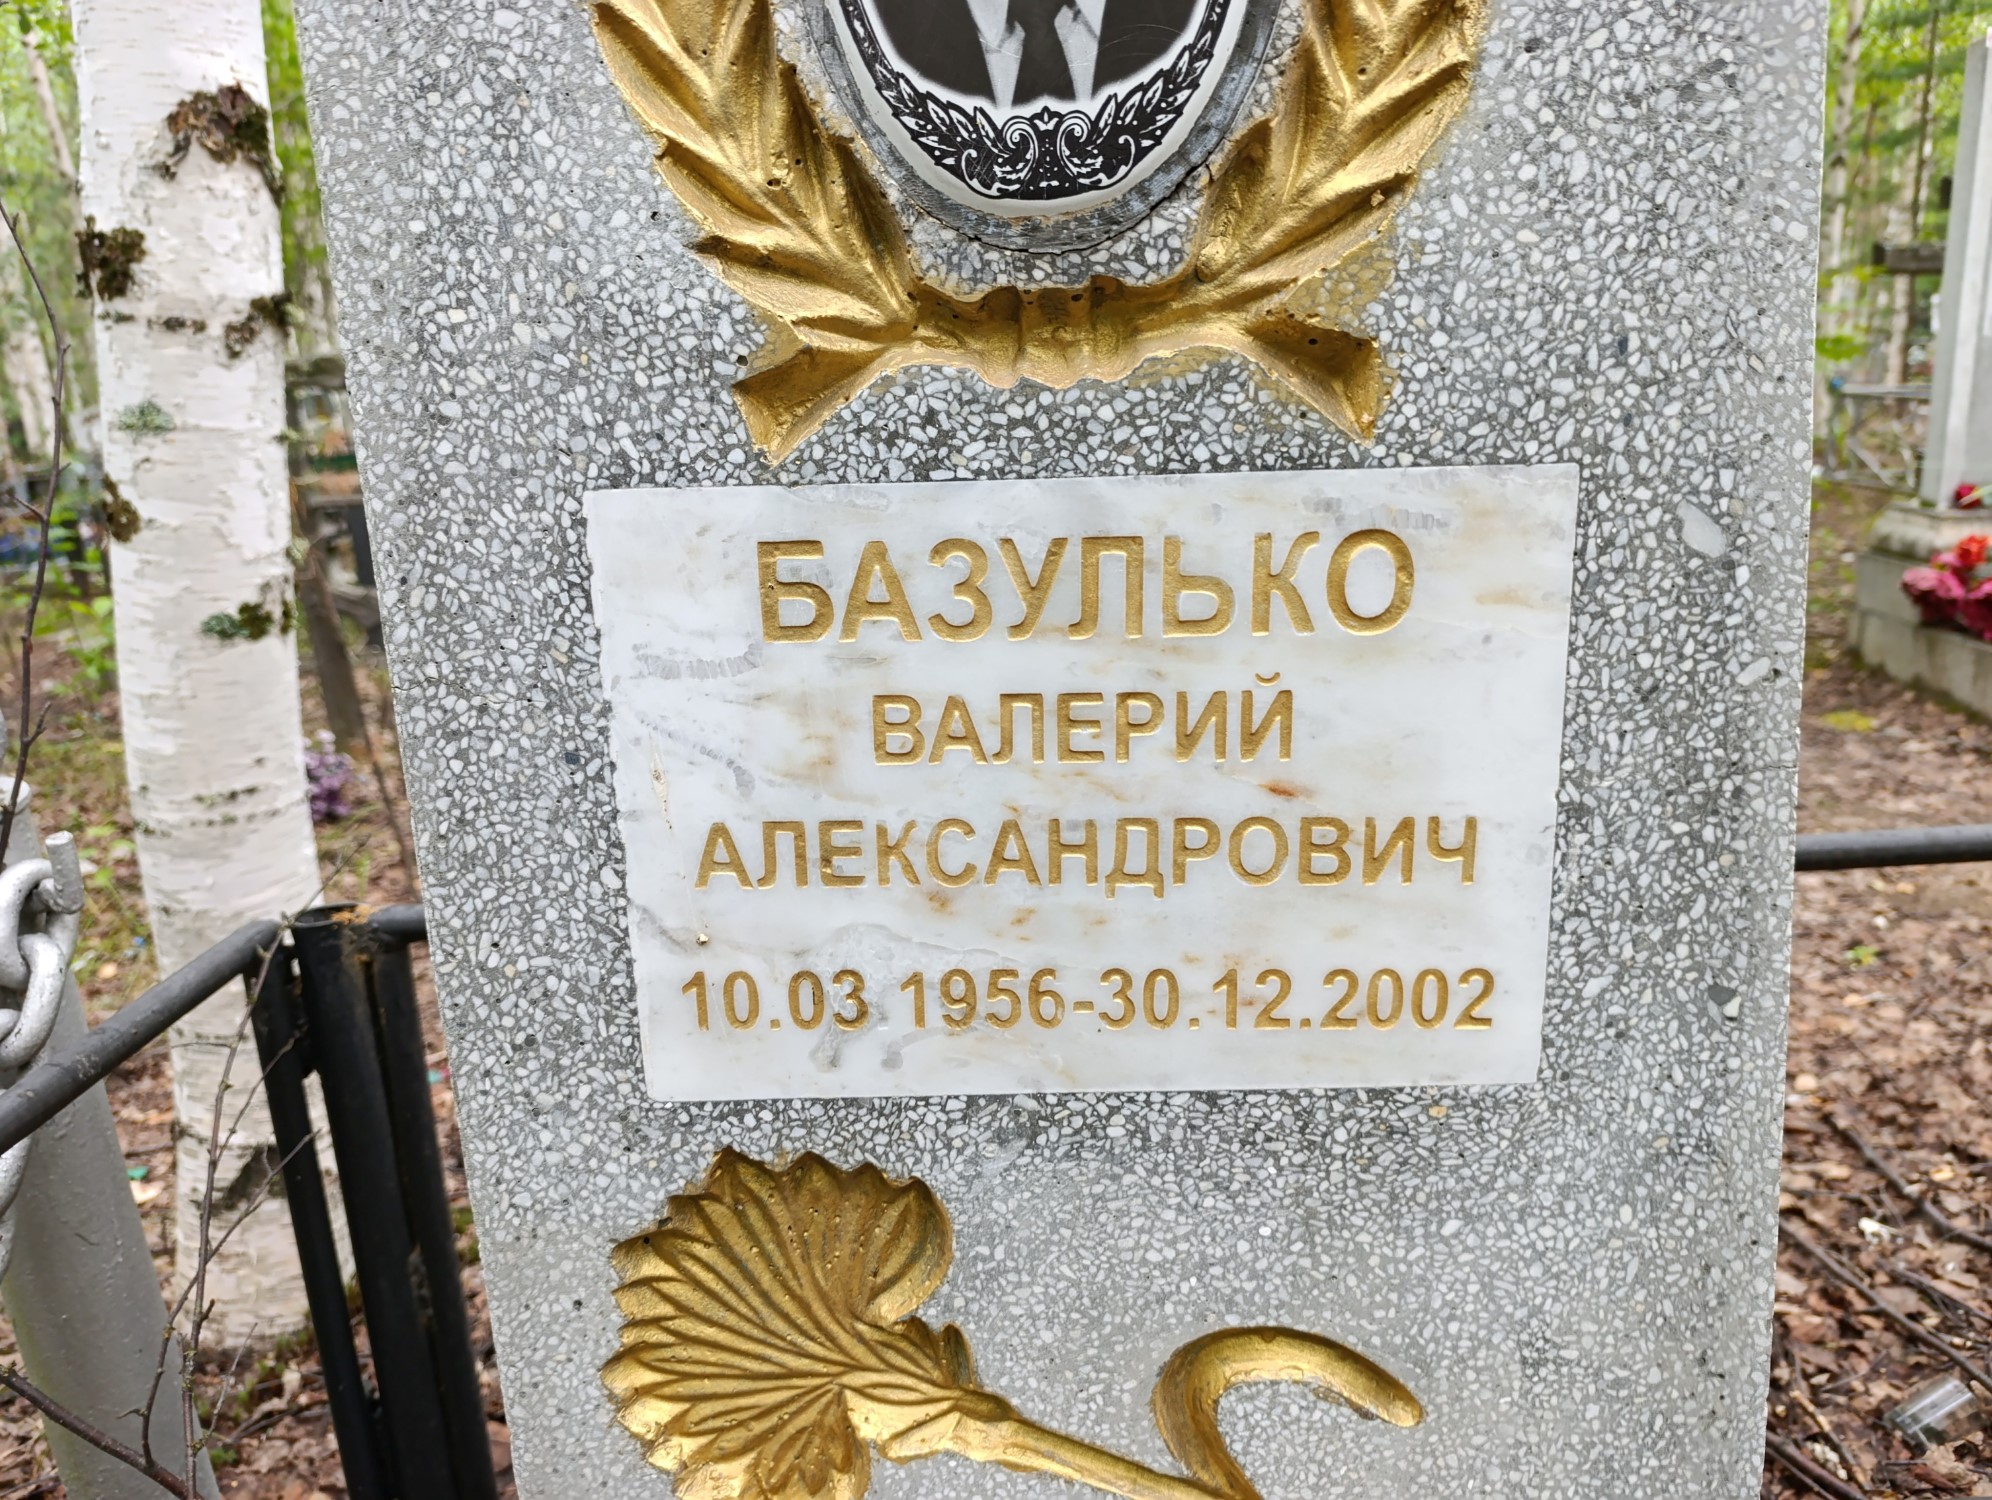 БАЗУЛЬКО
ВАЛЕРИЙ
АЛЕКСАНДРОВИЧ
10.03.1956-30.12.2002